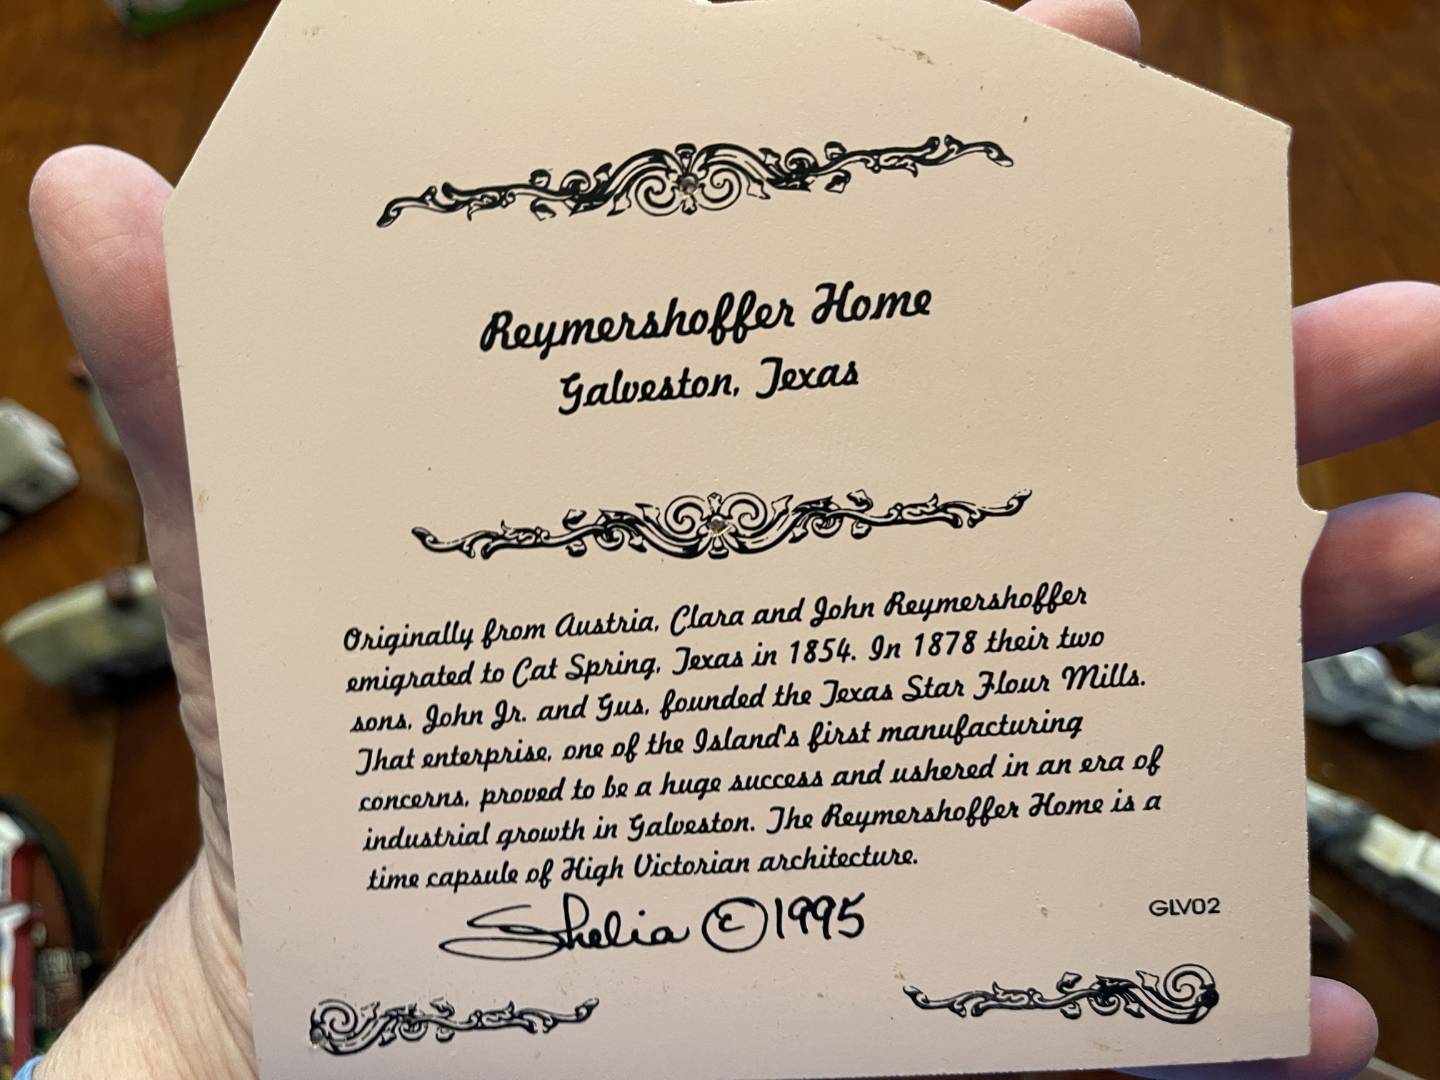 Reymershoffer Home
Galveston, Texas
Originally from Austria, Clara and John Reymershoffer
emigrated to Cat Spring, Texas in 1854. In 1878 their two
sons, John Jr. and Gus, founded the Texas Star Flour Mills.
That enterprise, one of the Island's first manufacturing
concerns, proved to be a huge success and ushered in an era of
industrial growth in Galveston. The Reymershoffer Home is a
time capsule of High Victorian architecture.
Shelia ©1995
GLV02